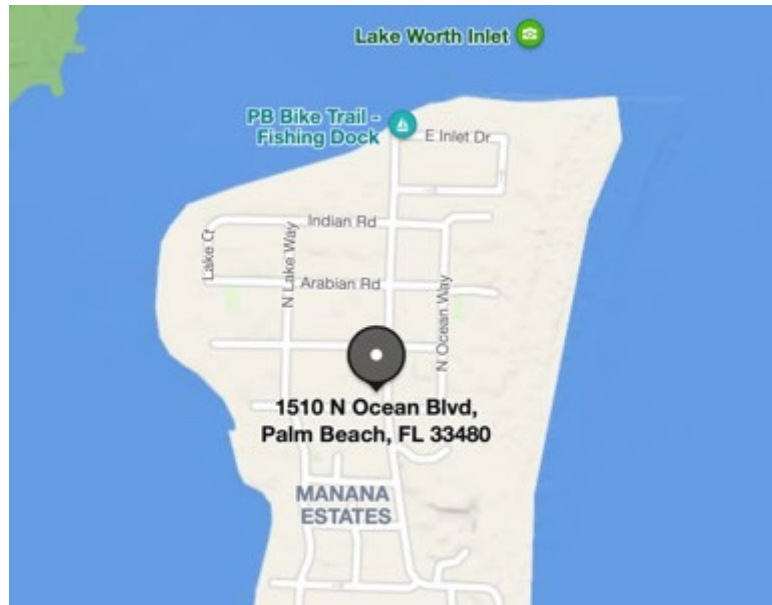 Lake Worth Inlet
PB Bike Trail -
Fishing Dock
E Inlet Dr
Indian Rd
Lake Ct
N Lake Way
Arabian Rd
N Ocean Way
1510 N Ocean Blvd,
Palm Beach, FL 33480
MANANA
ESTATES